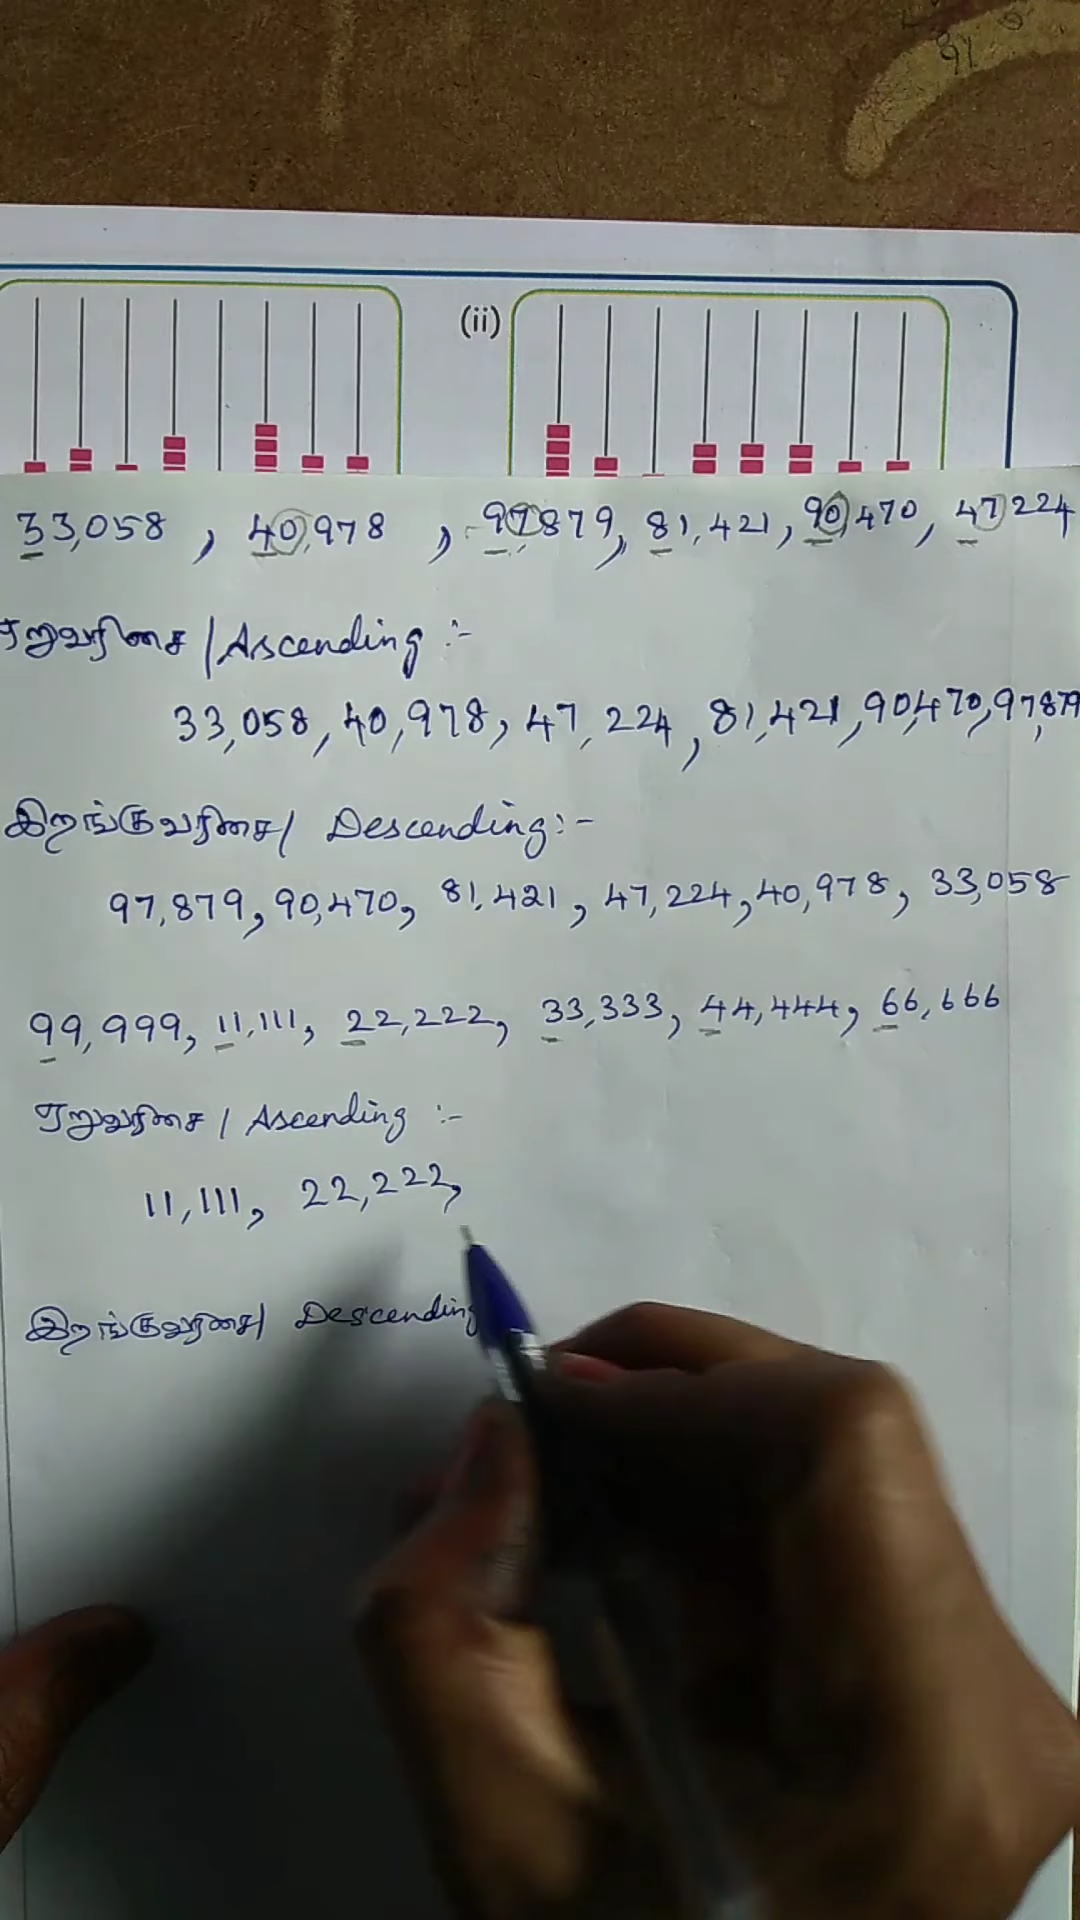 (ii)
33,058, 40,978, 97,879, 81,421, 90,470, 47,224
ஏறுவரிசை / Ascending :-
33,058, 40,978, 47,224, 81,421, 90,470, 97,879
இறங்குவரிசை / Descending :-
97,879, 90,470, 81,421, 47,224, 40,978, 33,058
99,999, 11,111, 22,222, 33,333, 44,444, 66,666
ஏறுவரிசை / Ascending :-
11,111, 22,222,
இறங்குவரிசை / Descending